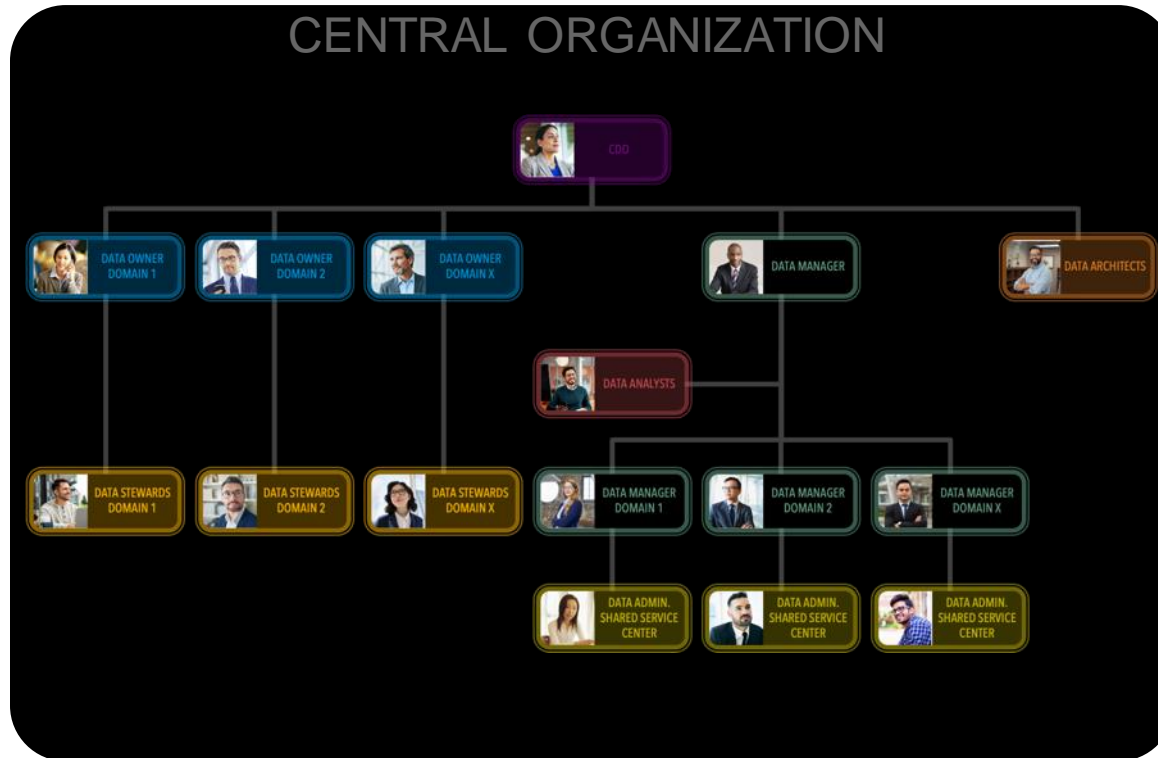 CENTRAL ORGANIZATION
CDO
DATA OWNER
DOMAIN 1
DATA OWNER
DOMAIN 2
DATA OWNER
DOMAIN X
DATA MANAGER
DATA ARCHITECTS
DATA ANALYSTS
DATA STEWARDS
DOMAIN 1
DATA STEWARDS
DOMAIN 2
DATA STEWARDS
DOMAIN X
DATA MANAGER
DOMAIN 1
DATA MANAGER
DOMAIN 2
DATA MANAGER
DOMAIN X
DATA ADMIN.
SHARED SERVICE
CENTER
DATA ADMIN.
SHARED SERVICE
CENTER
DATA ADMIN.
SHARED SERVICE
CENTER